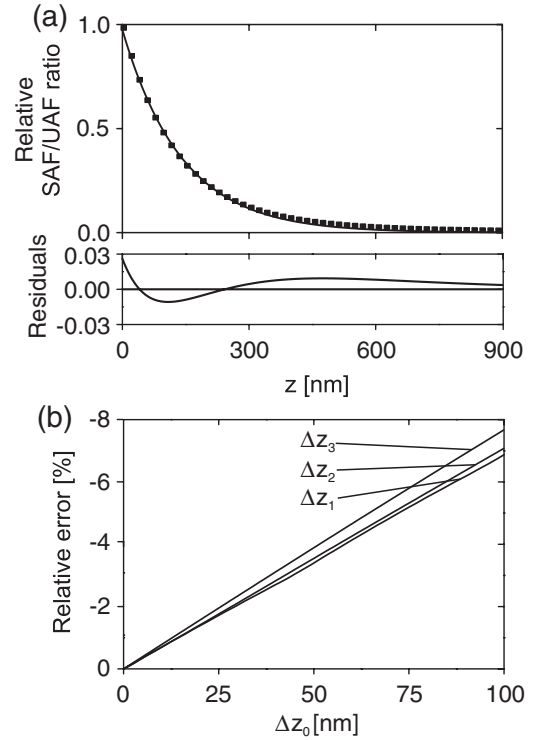 (a)
Relative
SAF/UAF ratio
1.0
0.5
0.0
Residuals
0.03
0.00
-0.03
0
300
600
900
z [nm]
(b)
Relative error [%]
-8
-6
-4
-2
0
Δz₃
Δz₂
Δz₁
0
25
50
75
100
Δz₀[nm]